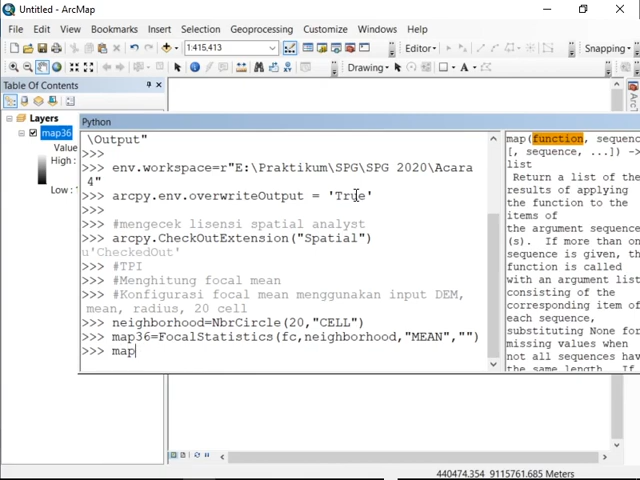 Untitled - ArcMap
File Edit View Bookmarks Insert Selection Geoprocessing Customize Windows Help
1:415,413
Editor
Snapping
Drawing
A
Table Of Contents
Layers
map36
Value
High :
Low : 
Python
\Output"
>>>
>>> env.workspace=r"E:\Praktikum\SPG\SPG 2020\Acara
4"
>>> arcpy.env.overwriteOutput = 'True'
>>>
>>> #mengecek lisensi spatial analyst
>>> arcpy.CheckOutExtension("Spatial")
u'CheckedOut'
>>> #TPI
>>> #Menghitung focal mean
>>> #Konfigurasi focal mean menggunakan input DEM,
mean, radius, 20 cell
>>> neighborhood=NbrCircle(20,"CELL")
>>> map36=FocalStatistics(fc,neighborhood,"MEAN","")
>>> map
map(function, sequenc
[, sequence, ...]) ->
list
Return a list of the
results of applying
the function to the
items of
the argument sequence
(s). If more than on
sequence is given, the
function is called
with an argument list
consisting of the
corresponding item of
each sequence,
substituting None for
missing values when
not all sequences hav
the same length. If
440474.354 9115761.685 Meters